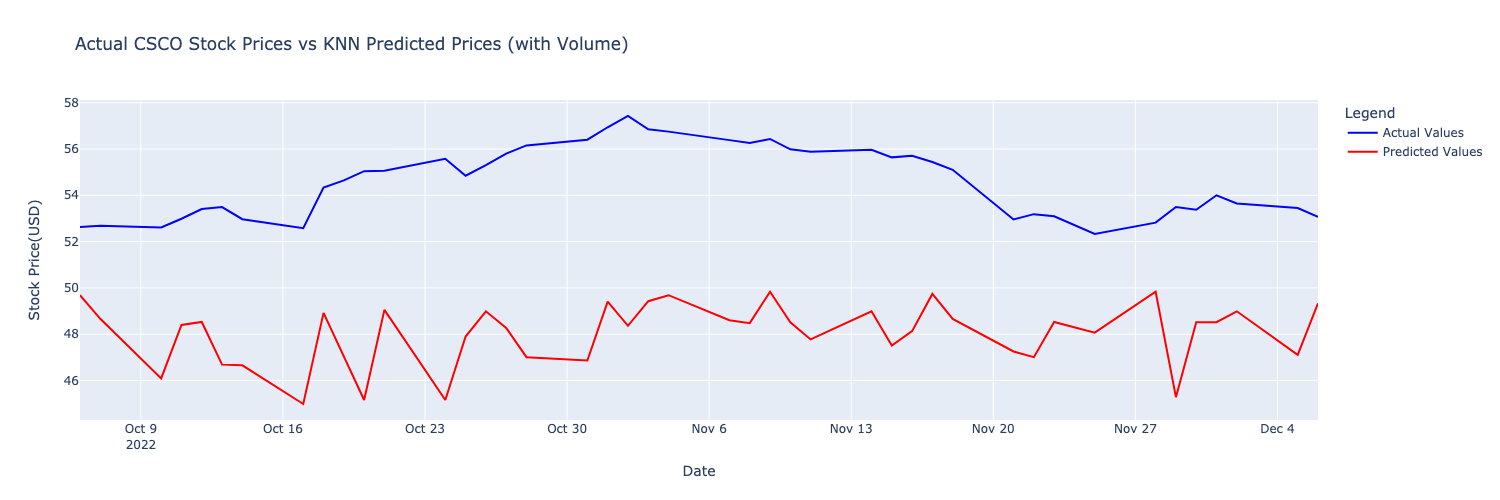 Actual CSCO Stock Prices vs KNN Predicted Prices (with Volume)
Legend
Actual Values
Predicted Values
Stock Price(USD)
58
56
54
52
50
48
46
Oct 9
2022
Oct 16
Oct 23
Oct 30
Nov 6
Nov 13
Nov 20
Nov 27
Dec 4
Date